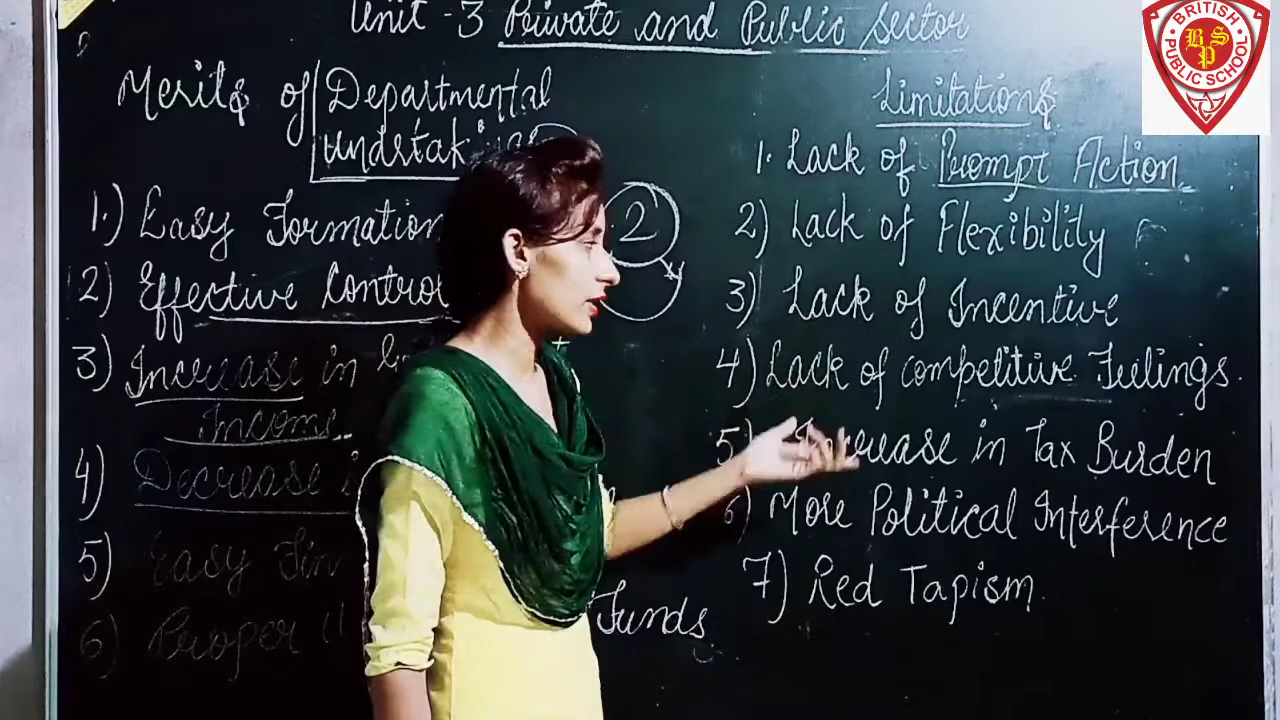 Unit - 3 Private and Public Sector
Merits of Departmental
Undertak
1.) Easy Formation
2) Effective Control
3) Increase in
Income
4) Decrease i
5) Easy Fin
6) Proper
Funds
2
Limitations
1. Lack of Prompt Action
2) Lack of Flexibility
3) Lack of Incentive
4) Lack of competitive Feelings.
5) Increase in Tax Burden
6) More Political Interference
7) Red Tapism
BRITISH
PUBLIC SCHOOL
BPS